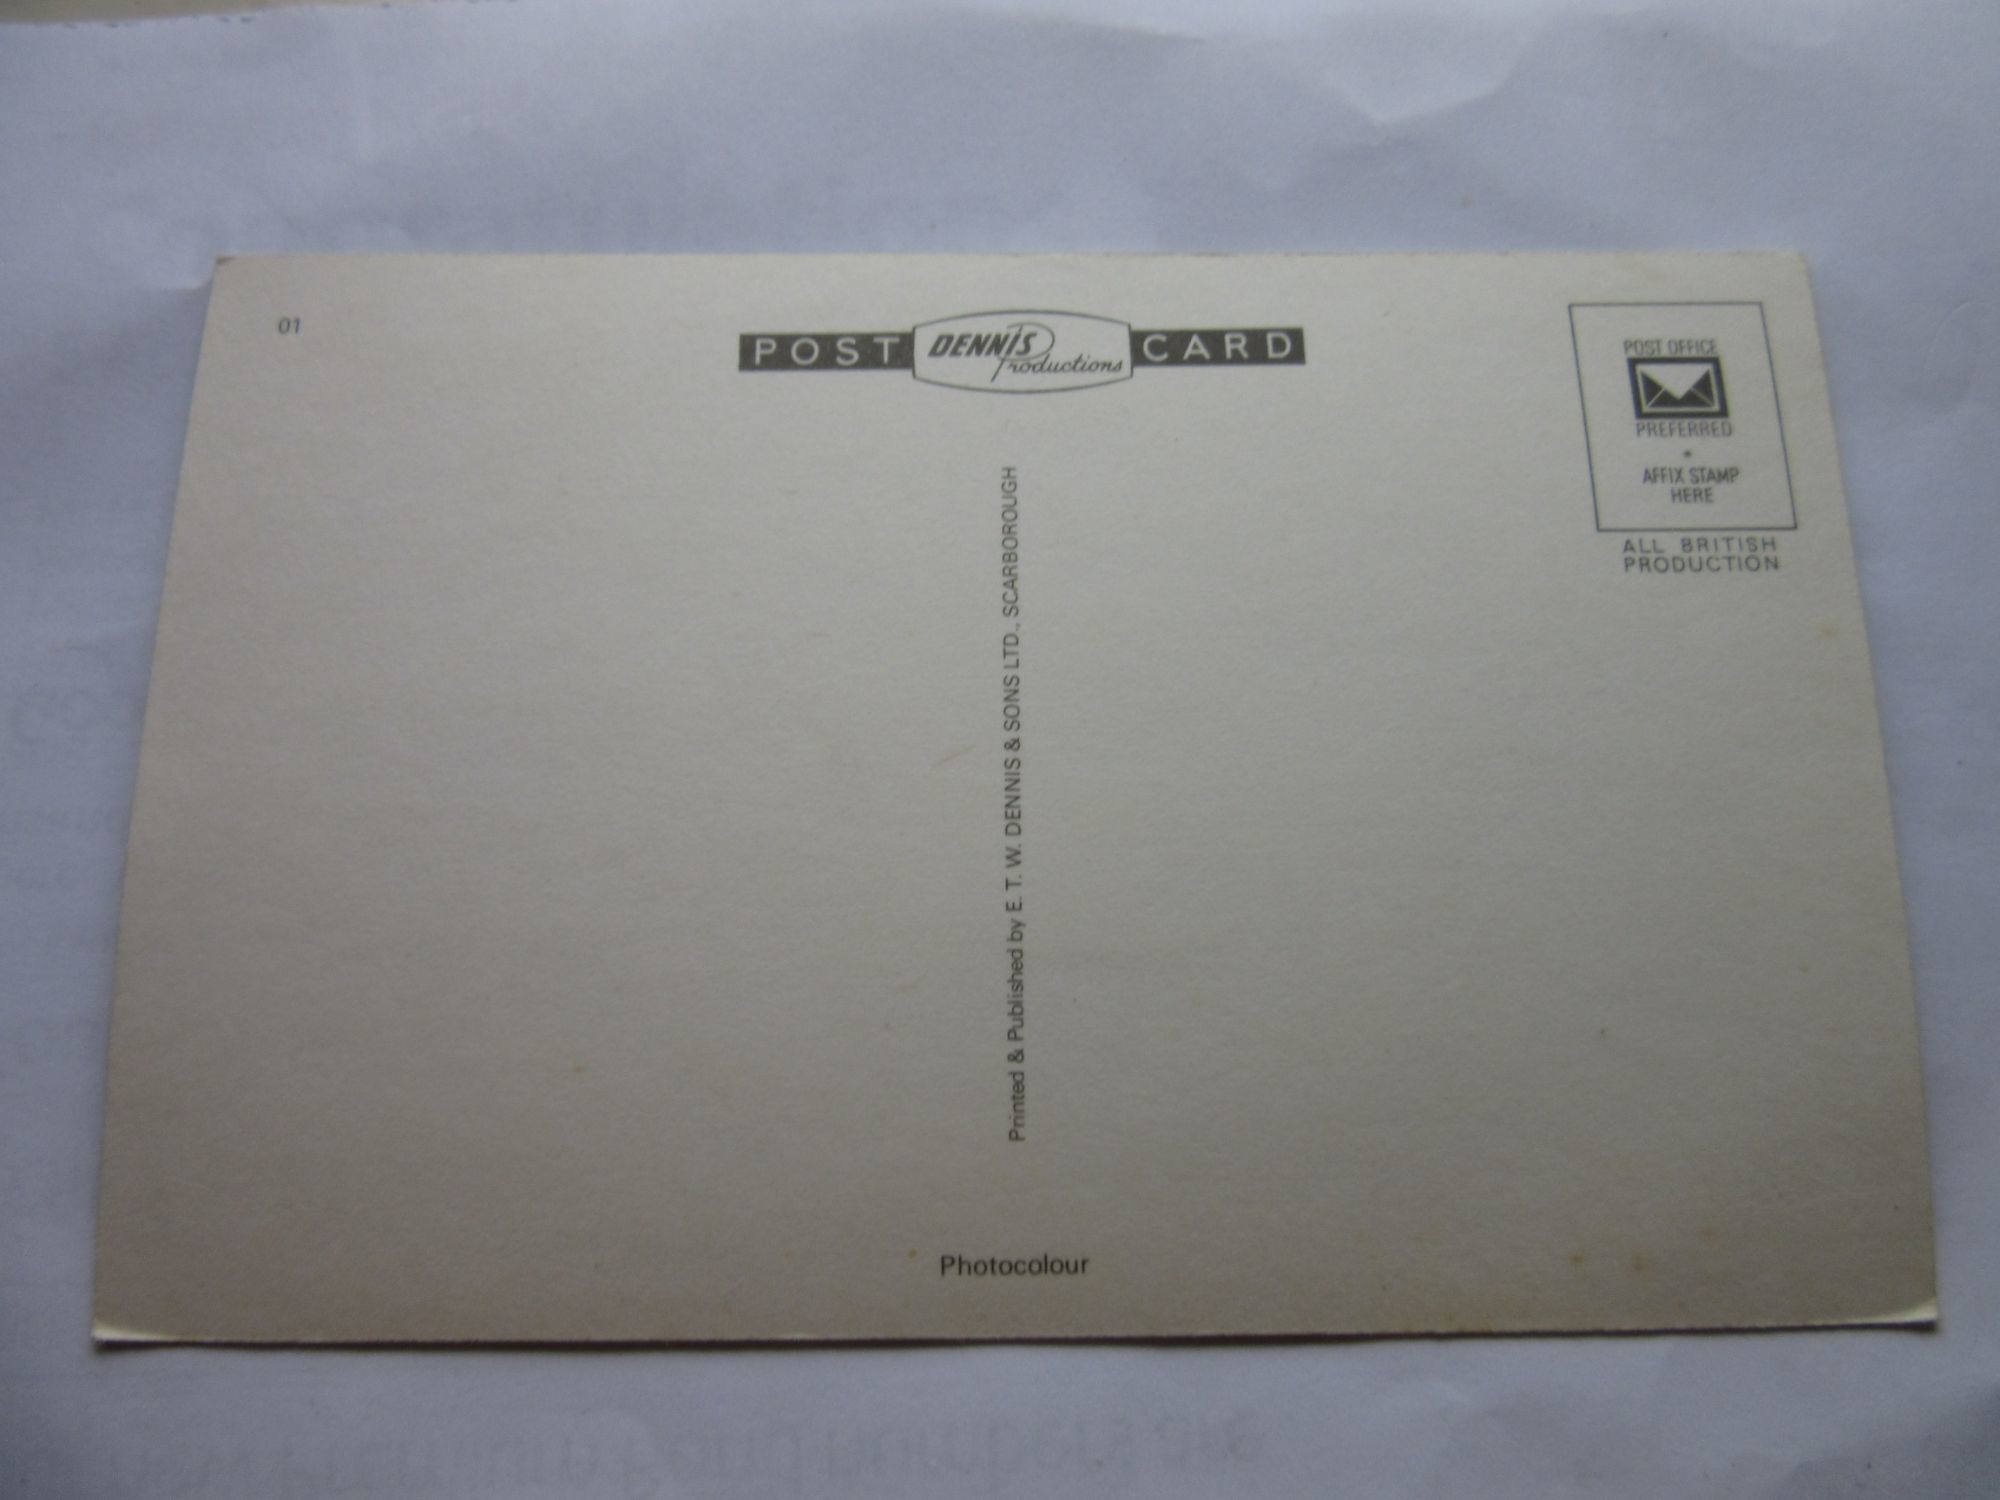 01
POST DENNIS Productions CARD
POST OFFICE
PREFERRED
AFFIX STAMP
HERE
ALL BRITISH
PRODUCTION
Printed & Published by E. T. W. DENNIS & SONS LTD., SCARBOROUGH
Photocolour